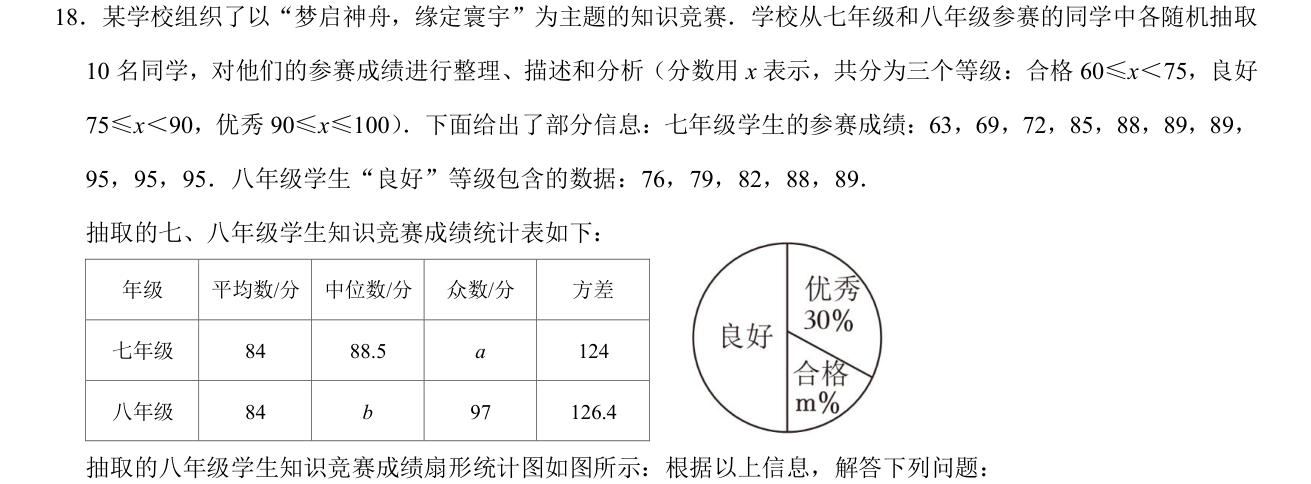 18．某学校组织了以“梦启神舟，缘定寰宇”为主题的知识竞赛．学校从七年级和八年级参赛的同学中各随机抽取
10 名同学，对他们的参赛成绩进行整理、描述和分析（分数用 x 表示，共分为三个等级：合格 60≤x＜75，良好
75≤x＜90，优秀 90≤x≤100）．下面给出了部分信息：七年级学生的参赛成绩：63，69，72，85，88，89，89，
95，95，95．八年级学生“良好”等级包含的数据：76，79，82，88，89．
抽取的七、八年级学生知识竞赛成绩统计表如下：
年级 平均数/分 中位数/分 众数/分 方差
七年级 84 88.5 a 124
八年级 84 b 97 126.4
优秀
30%
良好
合格
m%
抽取的八年级学生知识竞赛成绩扇形统计图如图所示：根据以上信息，解答下列问题：